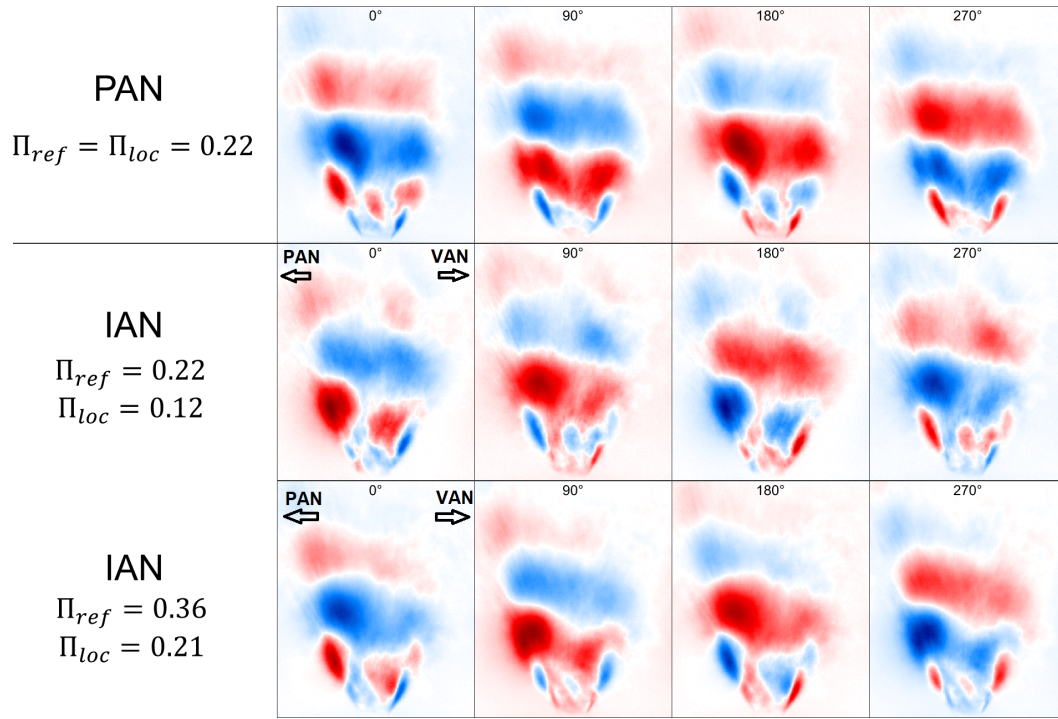 0° 90° 180° 270°
PAN
Π_ref = Π_loc = 0.22
PAN VAN
0° 90° 180° 270°
IAN
Π_ref = 0.22
Π_loc = 0.12
0° 90° 180° 270°
PAN VAN
IAN
Π_ref = 0.36
Π_loc = 0.21